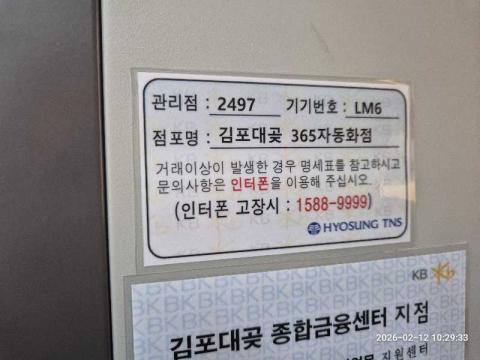 관리점 : 2497 기기번호 : LM6
점포명 : 김포대곶 365자동화점
거래이상이 발생한 경우 명세표를 참고하시고
문의사항은 인터폰을 이용해 주십시오.
(인터폰 고장시 : 1588-9999)
HYOSUNG TNS
KB
김포대곶 종합금융센터 지점
2026-02-12 10:29:33
지원센터